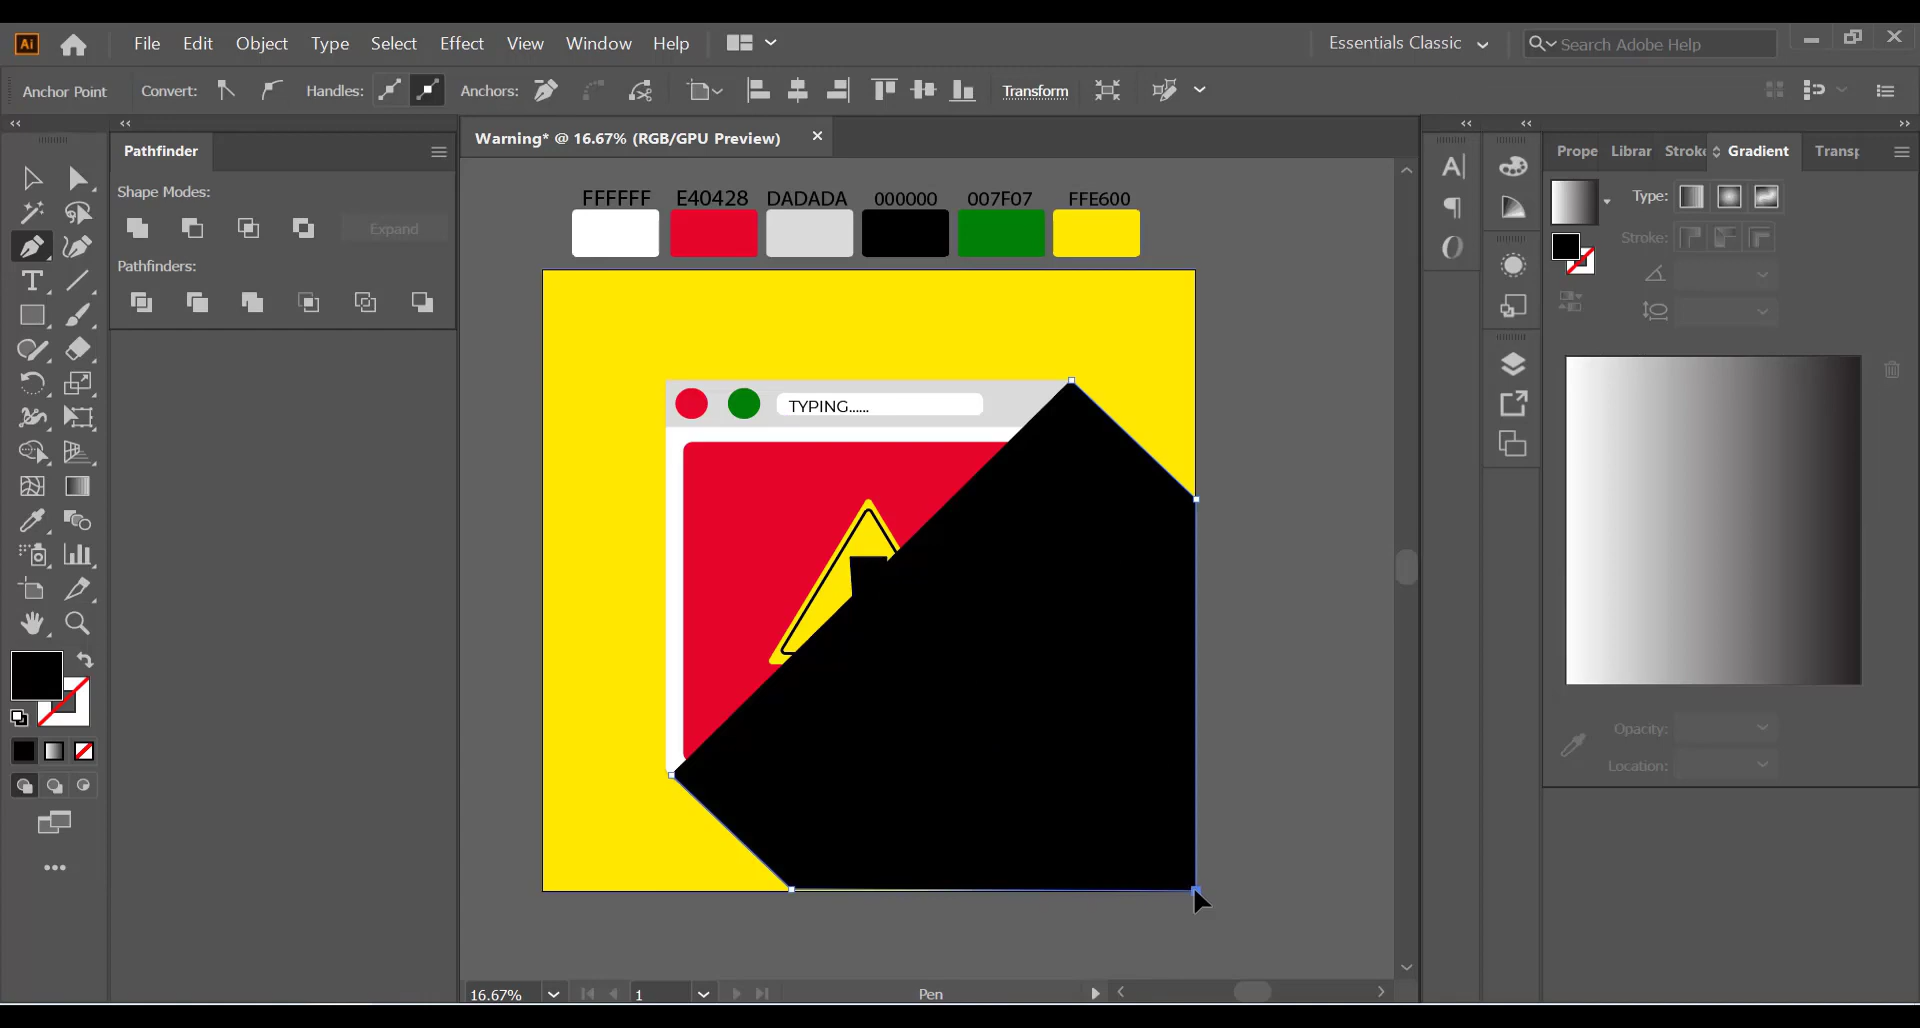 Ai File Edit Object Type Select Effect View Window Help Essentials Classic Search Adobe Help
Anchor Point Convert: Handles: Anchors: Transform
Pathfinder
Warning* @ 16.67% (RGB/GPU Preview)
Prope Librar Stroke Gradient Transp
Shape Modes:
Expand
Pathfinders:
FFFFFF E40428 DADADA 000000 007F07 FFE600
Type:
Stroke:
TYPING......
Opacity:
Location:
16.67% 1 Pen